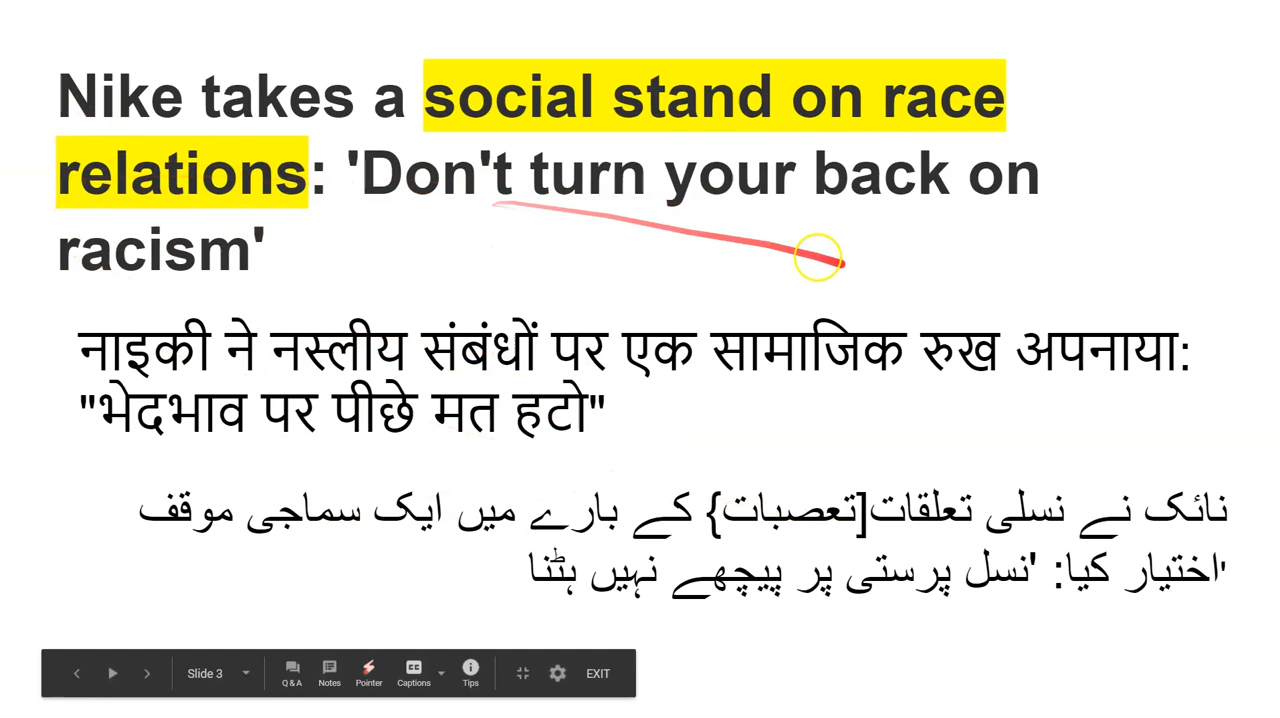 Nike takes a social stand on race
relations: 'Don't turn your back on
racism'
नाइकी ने नस्लीय संबंधों पर एक सामाजिक रुख अपनाया:
"भेदभाव पर पीछे मत हटो"
نائک نے نسلی تعلقات[تعصبات} کے بارے میں ایک سماجی موقف
'اختیار کیا: 'نسل پرستی پر پیچھے نہیں ہٹنا
Slide 3
Q & A
Notes
Pointer
CC
Captions
Tips
EXIT